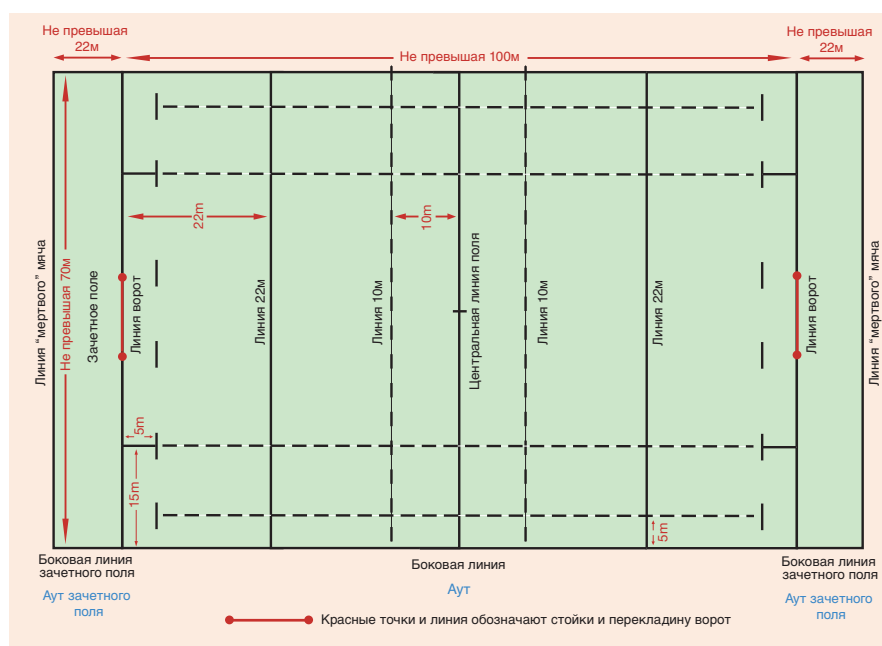 Не превышая
22м
Не превышая 100м
Не превышая
22м
Линия “мертвого” мяча
Не превышая 70м
Зачетное поле
Линия ворот
22m
Линия 22м
Линия 10м
10m
Центральная линия поля
Линия 10м
Линия 22м
Линия ворот
Линия “мертвого” мяча
5m
15m
5m
Боковая линия
зачетного поля
Боковая линия
Боковая линия
зачетного поля
Аут зачетного
поля
Аут
Аут зачетного
поля
Красные точки и линия обозначают стойки и перекладину ворот